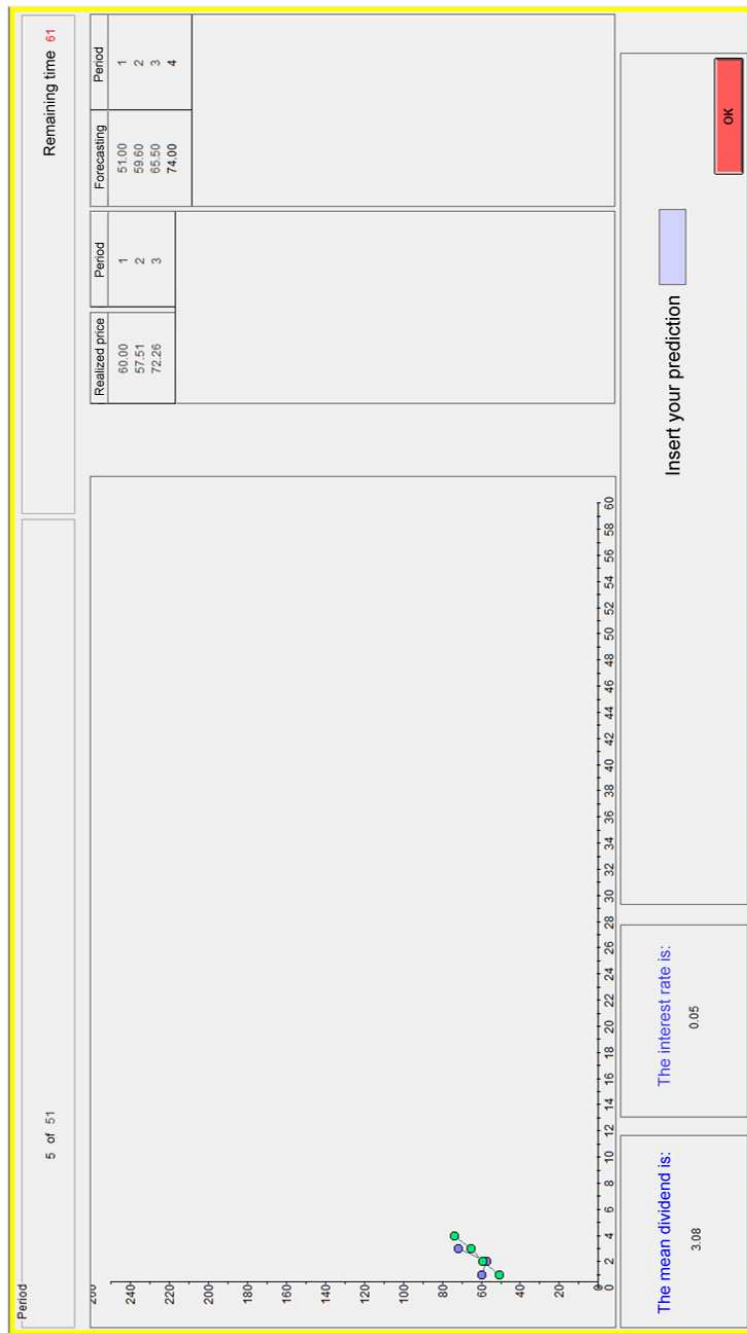 Period
5 of 51
Remaining time 61
260
240
220
200
180
160
140
120
100
80
60
40
20
0
0 2 4 6 8 10 12 14 16 18 20 22 24 26 28 30 32 34 36 38 40 42 44 46 48 50 52 54 56 58 60
Realized price Period
60.00 1
57.51 2
72.26 3
Forecasting Period
51.00 1
59.60 2
65.50 3
74.00 4
The mean dividend is:
3.08
The interest rate is:
0.05
Insert your prediction
OK